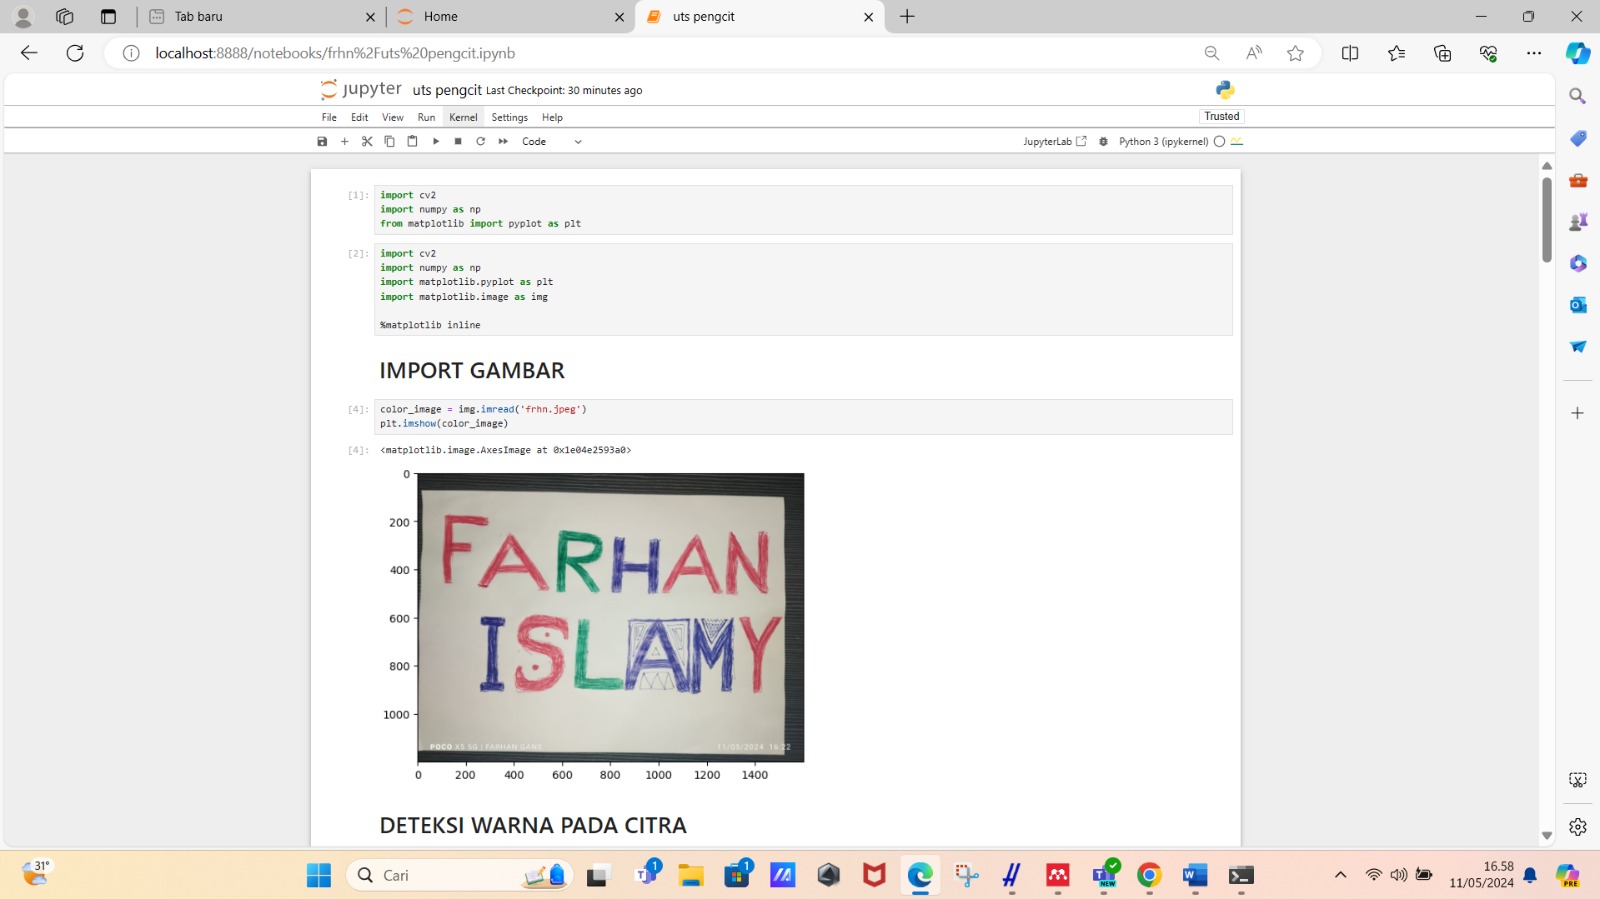 Tab baru
Home
uts pengcit
localhost:8888/notebooks/frhn%2Futs%20pengcit.ipynb
jupyter uts pengcit Last Checkpoint: 30 minutes ago
File Edit View Run Kernel Settings Help
Trusted
Code
JupyterLab
Python 3 (ipykernel)
[1]: import cv2
import numpy as np
from matplotlib import pyplot as plt
[2]: import cv2
import numpy as np
import matplotlib.pyplot as plt
import matplotlib.image as img
%matplotlib inline
IMPORT GAMBAR
[4]: color_image = img.imread('frhn.jpeg')
plt.imshow(color_image)
[4]: <matplotlib.image.AxesImage at 0x1e04e2593a0>
0
200
400
600
800
1000
FARHAN
ISLAMY
POCO X5 5G | FARHAN GANS
11/05/2024 16:22
0 200 400 600 800 1000 1200 1400
DETEKSI WARNA PADA CITRA
31°
Cari
1
1
NEW
16.58
11/05/2024
PRE